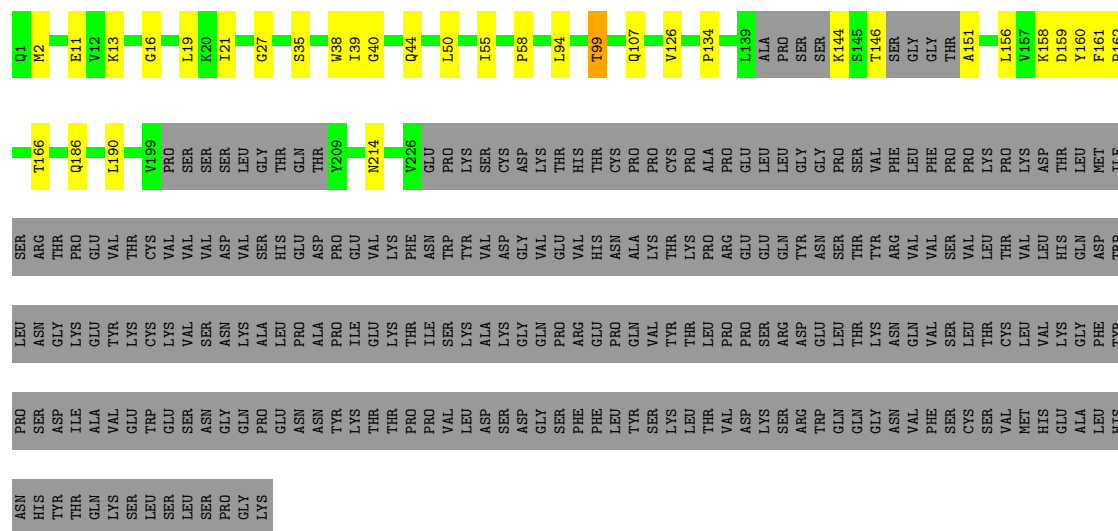 Q1 M2 E11 V12 K13 G16 L19 K20 I21 G27 S35 W38 I39 G40 Q44 L50 I55 P58 L94 T99 Q107 V126 P134 L139 ALA PRO SER SER K144 S145 T146 SER GLY GLY THR A151 L156 V157 K158 D159 Y160 F161 P162
T166 Q186 L190 V199 PRO SER SER SER LEU GLY THR GLN THR Y209 N214 V226 GLU PRO LYS SER CYS ASP LYS THR HIS THR CYS PRO PRO CYS PRO ALA PRO GLU LEU LEU GLY GLY PRO SER VAL PHE LEU PHE PRO PRO LYS PRO LYS ASP THR LEU MET ILE
SER ARG THR PRO GLU VAL THR CYS VAL VAL VAL ASP VAL SER HIS GLU ASP PRO GLU VAL LYS PHE ASN TRP TYR VAL ASP GLY VAL GLU VAL HIS ASN ALA LYS THR LYS PRO ARG GLU GLU GLN TYR ASN SER THR TYR ARG VAL VAL SER VAL LEU THR VAL LEU HIS GLN ASP TRP
LEU ASN GLY LYS GLU TYR LYS CYS LYS VAL SER ASN LYS ALA LEU PRO ALA PRO ILE GLU LYS THR ILE SER LYS ALA LYS GLY GLN PRO ARG GLU PRO GLN VAL TYR THR LEU PRO PRO SER ARG ASP GLU LEU THR LYS ASN GLN VAL SER LEU THR CYS LEU VAL LYS GLY PHE TYR
PRO SER ASP ILE ALA VAL GLU TRP GLU SER ASN GLY GLN PRO GLU ASN ASN TYR LYS THR THR PRO PRO VAL LEU ASP SER ASP GLY SER PHE PHE LEU TYR SER LYS LEU THR VAL ASP LYS SER ARG TRP GLN GLN GLY ASN VAL PHE SER CYS SER VAL MET HIS GLU ALA LEU HIS
ASN HIS TYR THR GLN LYS SER LEU SER LEU SER PRO GLY LYS